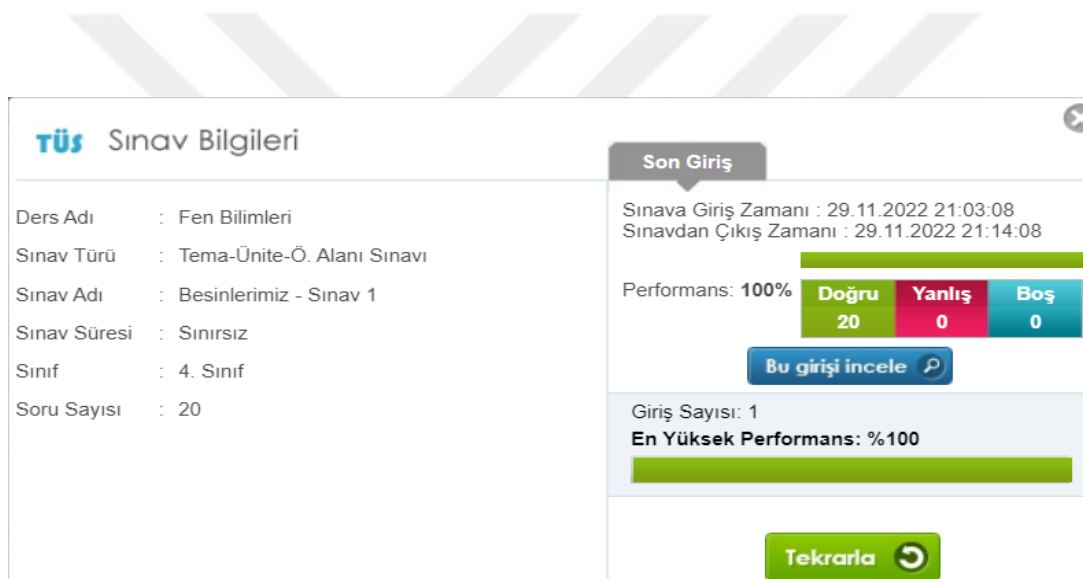 TÜS Sınav Bilgileri
Ders Adı : Fen Bilimleri
Sınav Türü : Tema-Ünite-Ö. Alanı Sınavı
Sınav Adı : Besinlerimiz - Sınav 1
Sınav Süresi : Sınırsız
Sınıf : 4. Sınıf
Soru Sayısı : 20
Son Giriş
Sınava Giriş Zamanı : 29.11.2022 21:03:08
Sınavdan Çıkış Zamanı : 29.11.2022 21:14:08
Performans: 100%
Doğru Yanlış Boş
20 0 0
Bu girişi incele
Giriş Sayısı: 1
En Yüksek Performans: %100
Tekrarla